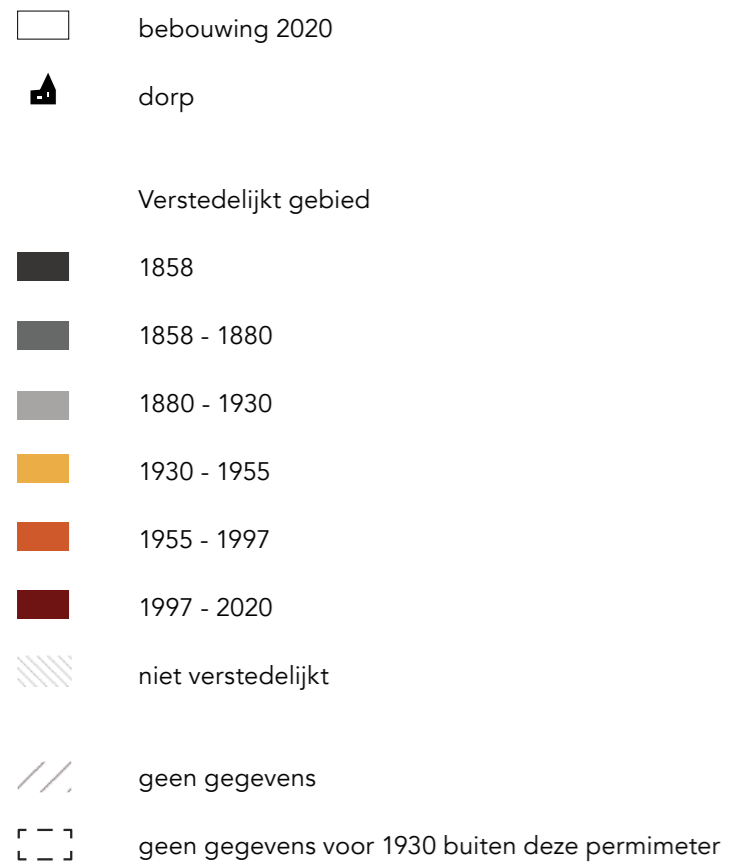 bebouwing 2020
dorp
Verstedelijkt gebied
1858
1858 - 1880
1880 - 1930
1930 - 1955
1955 - 1997
1997 - 2020
niet verstedelijkt
geen gegevens
geen gegevens voor 1930 buiten deze permimeter